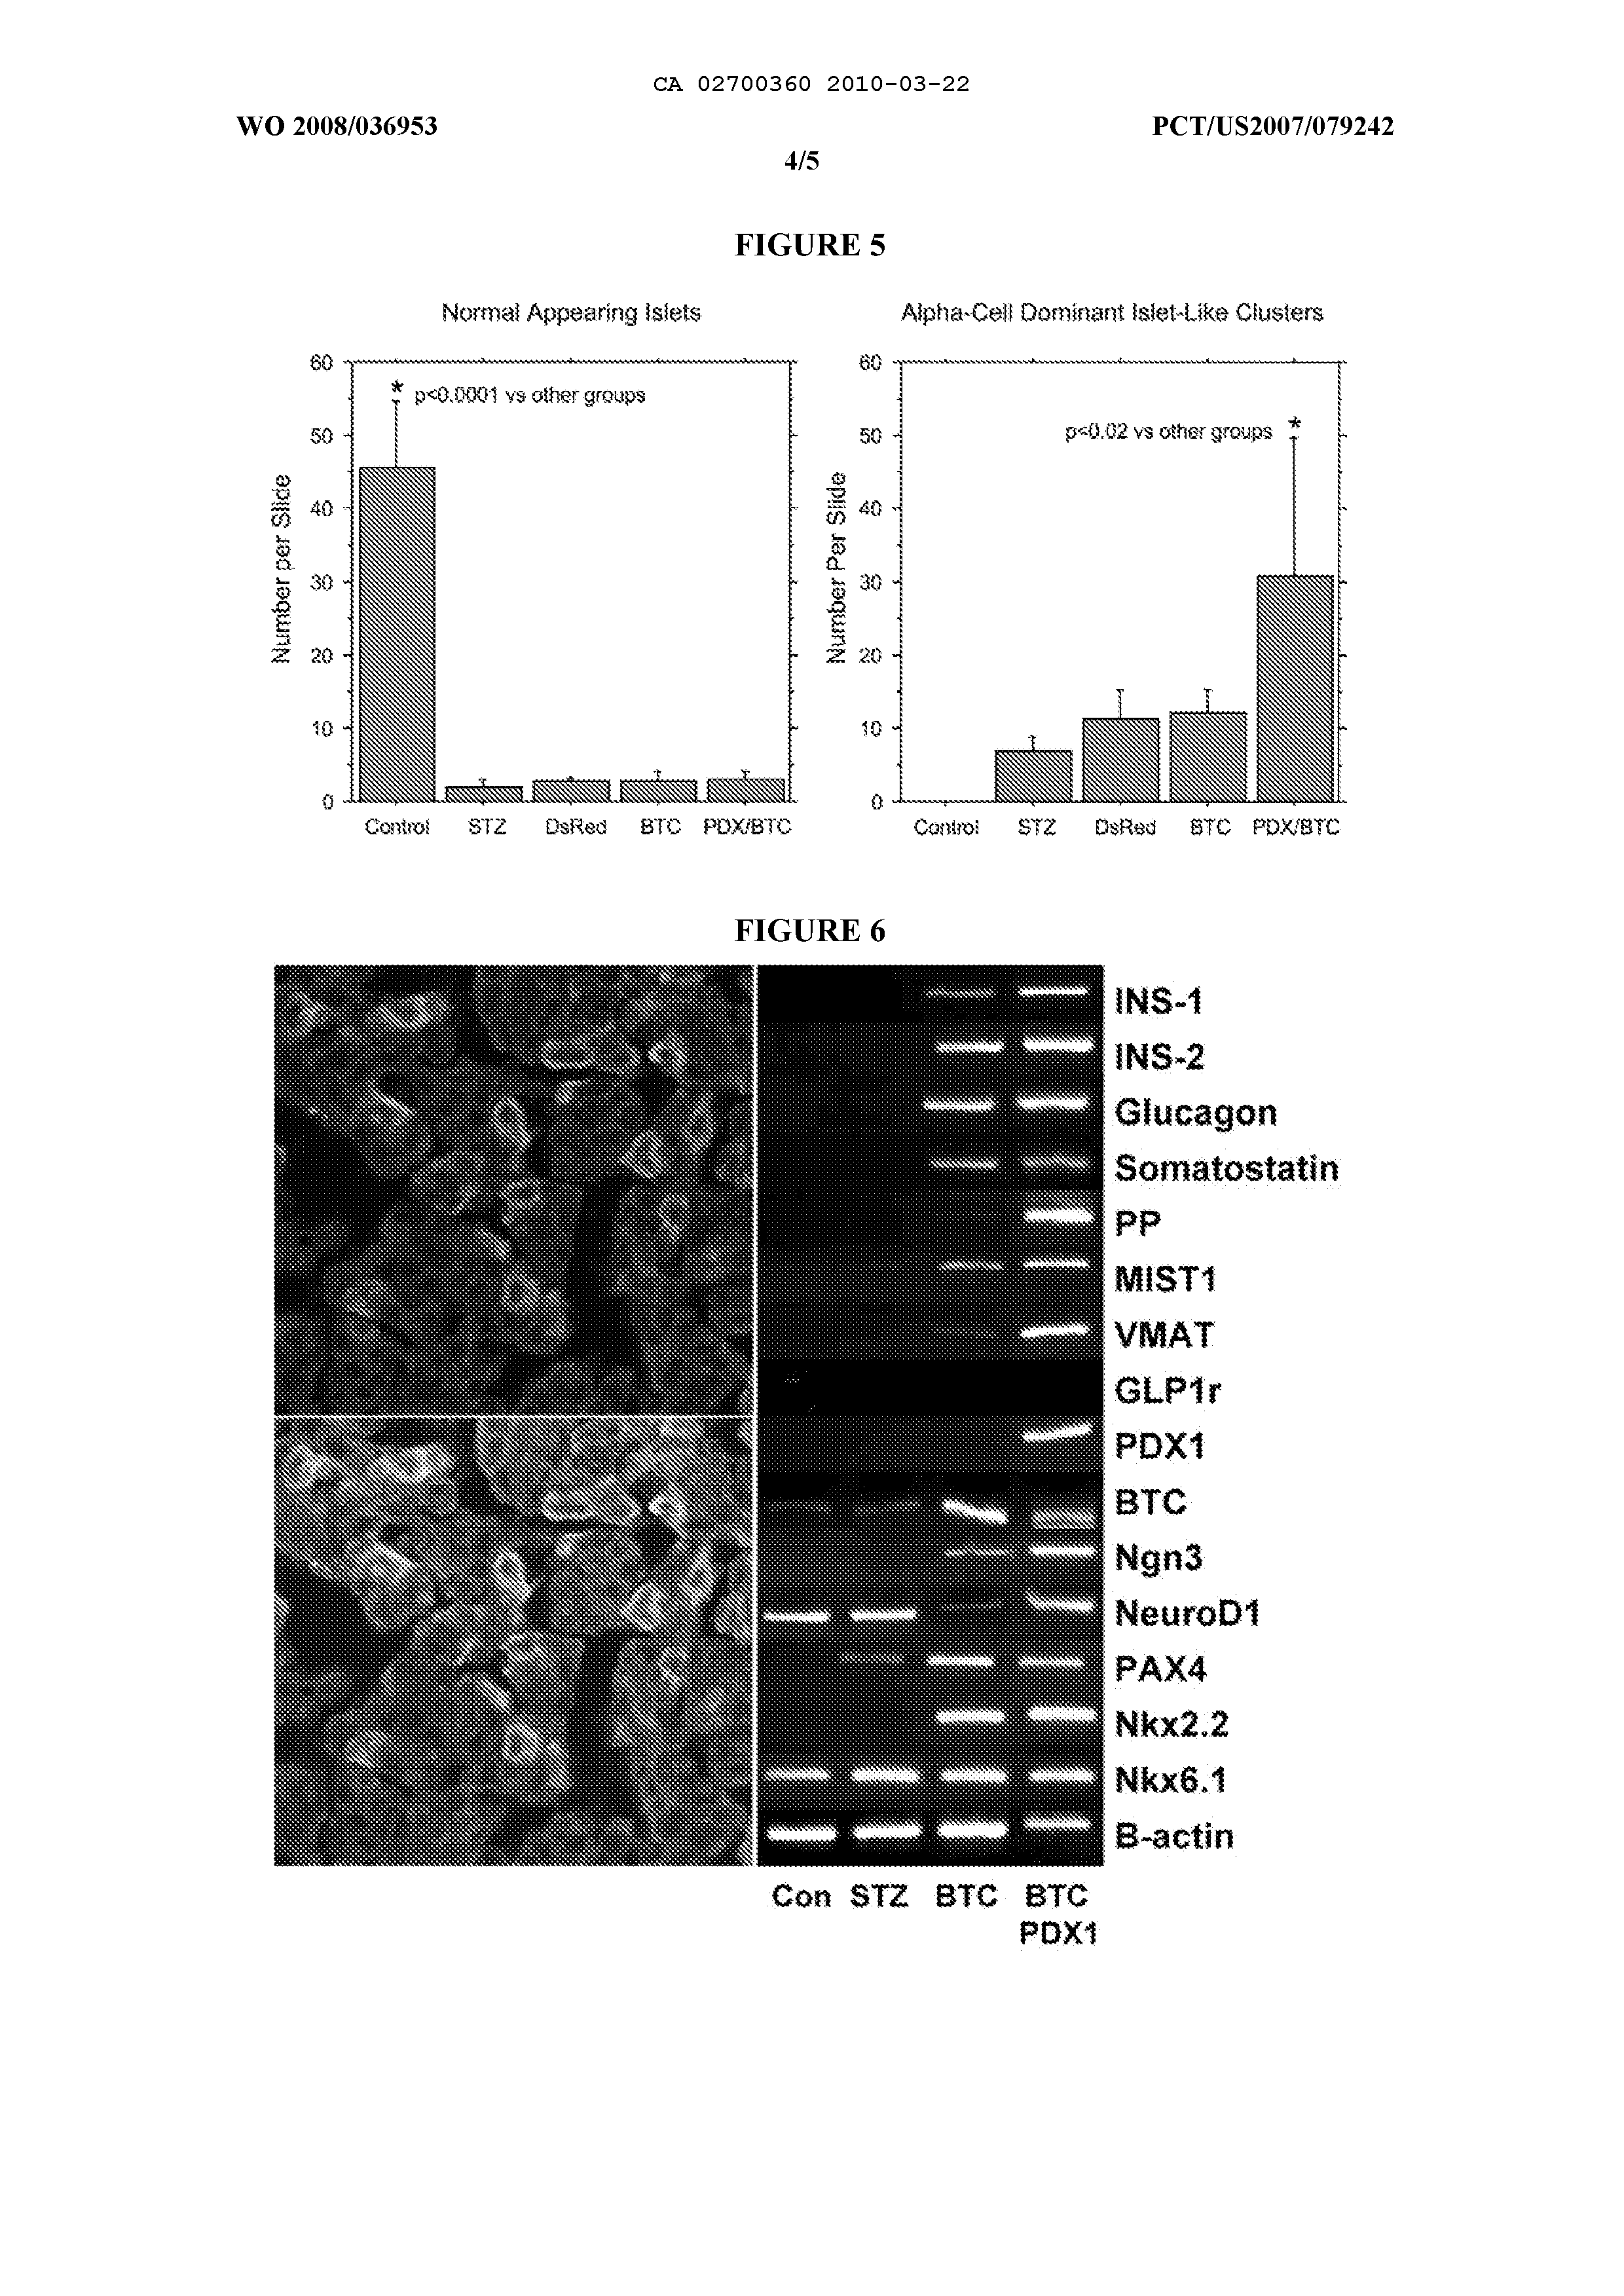 CA 02700360 2010-03-22
WO 2008/036953 PCT/US2007/079242
4/5
FIGURE 5
Normal Appearing Islets
Number per Slide
60
50
40
30
20
10
0
* p<0.0001 vs other groups
Control STZ DsRed BTC PDX/BTC
Alpha-Cell Dominant Islet-Like Clusters
Number Per Slide
60
50
40
30
20
10
0
p<0.02 vs other groups *
Control STZ DsRed BTC PDX/BTC
FIGURE 6
INS-1
INS-2
Glucagon
Somatostatin
PP
MIST1
VMAT
GLP1r
PDX1
BTC
Ngn3
NeuroD1
PAX4
Nkx2.2
Nkx6.1
B-actin
Con STZ BTC BTC
PDX1